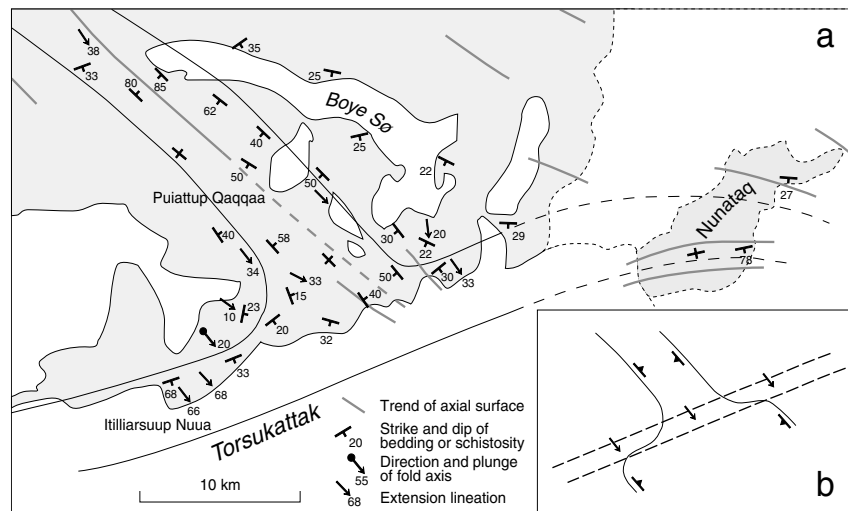 a
35
38
33
25
80
85
62
Boye Sø
40
25
22
50
50
Puiattup Qaqqaa
Nunataq
27
40
58
30
20
22
29
34
33
50
30
33
78
15
40
10
23
20
20
32
33
68
68
66
Itilliarsuup Nuua
Torsukattak
10 km
Trend of axial surface
Strike and dip of
bedding or schistosity
20
Direction and plunge
of fold axis
55
Extension lineation
68
b